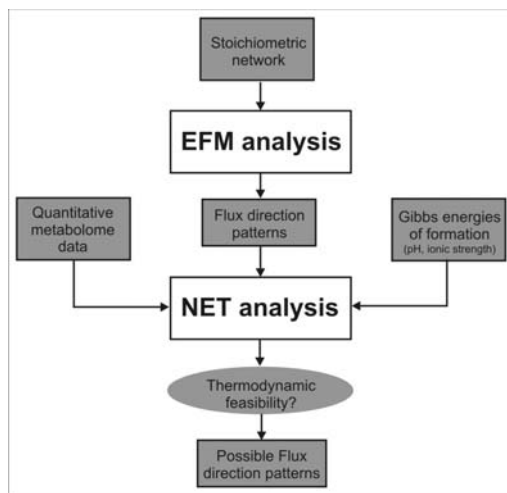 Stoichiometric
network
EFM analysis
Quantitative
metabolome
data
Flux direction
patterns
Gibbs energies
of formation
(pH, ionic strength)
NET analysis
Thermodynamic
feasibility?
Possible Flux
direction patterns